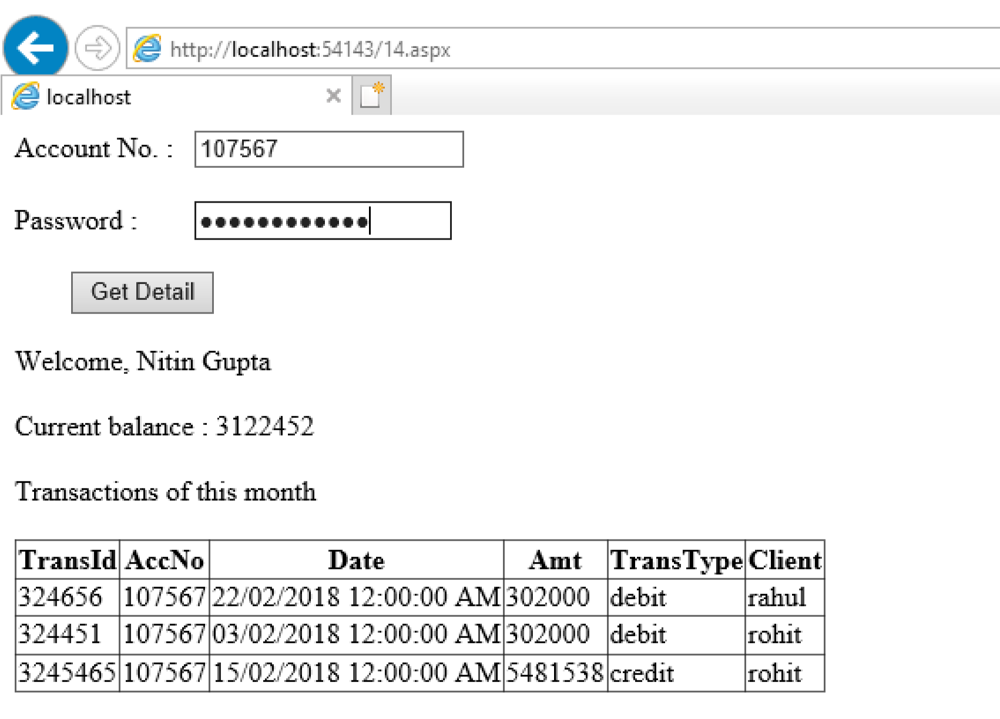 http://localhost:54143/14.aspx
localhost
Account No. : 107567
Password : ●●●●●●●●●●●●
Get Detail
Welcome, Nitin Gupta
Current balance : 3122452
Transactions of this month
TransId AccNo Date Amt TransType Client
324656 107567 22/02/2018 12:00:00 AM 302000 debit rahul
324451 107567 03/02/2018 12:00:00 AM 302000 debit rohit
3245465 107567 15/02/2018 12:00:00 AM 5481538 credit rohit